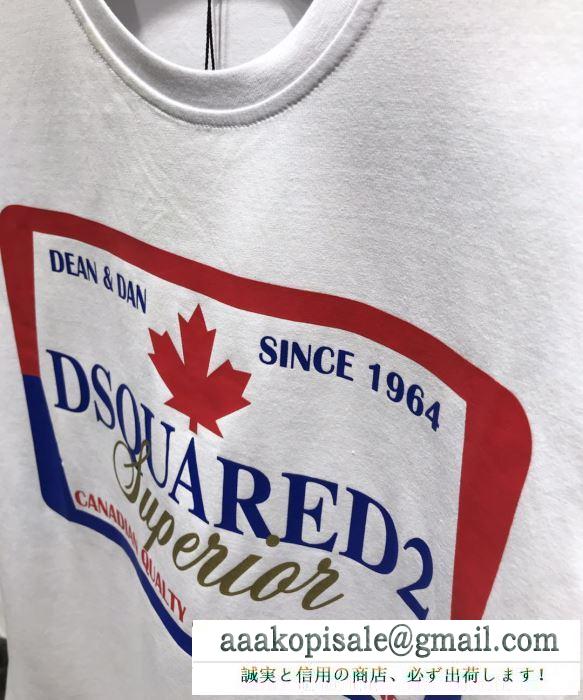 DEAN & DAN
SINCE 1964
DSQUARED2
Superior
CANADIAN QUALTY
aaakopisale@gmail.com
誠実と信用の商店、必ず出荷します!